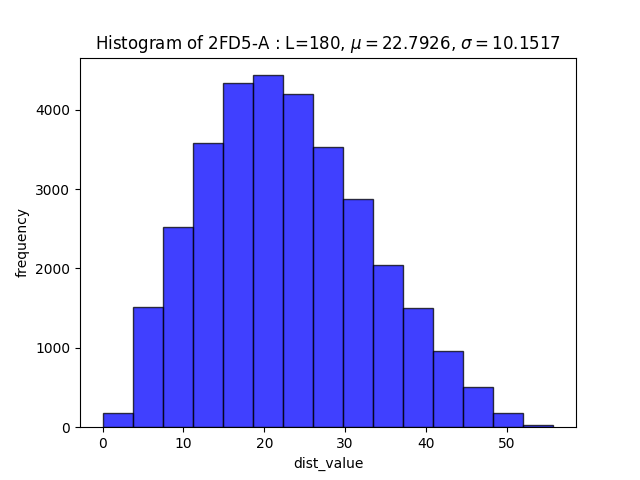 Histogram of 2FD5-A : L=180, μ = 22.7926, σ = 10.1517
frequency
4000
3000
2000
1000
0
0 10 20 30 40 50
dist_value